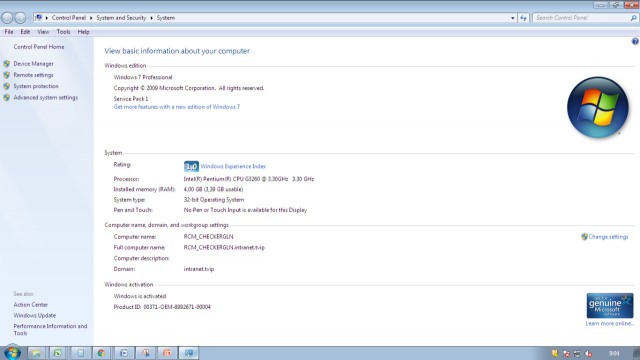 Control Panel ▸ System and Security ▸ System
Search Control Panel
File Edit View Tools Help
Control Panel Home
Device Manager
Remote settings
System protection
Advanced system settings
See also
Action Center
Windows Update
Performance Information and
Tools
View basic information about your computer
Windows edition
Windows 7 Professional
Copyright © 2009 Microsoft Corporation. All rights reserved.
Service Pack 1
Get more features with a new edition of Windows 7
System
Rating: Windows Experience Index
Processor: Intel(R) Pentium(R) CPU G3260 @ 3.30GHz 3.30 GHz
Installed memory (RAM): 4,00 GB (3,39 GB usable)
System type: 32-bit Operating System
Pen and Touch: No Pen or Touch Input is available for this Display
Computer name, domain, and workgroup settings
Computer name: RCM_CHECKERGLN
Change settings
Full computer name: RCM_CHECKERGLN.intranet.tvip
Computer description:
Domain: intranet.tvip
Windows activation
Windows is activated
Product ID: 00371-OEM-8992671-00004
genuine
Microsoft
software
Learn more online...
9:04